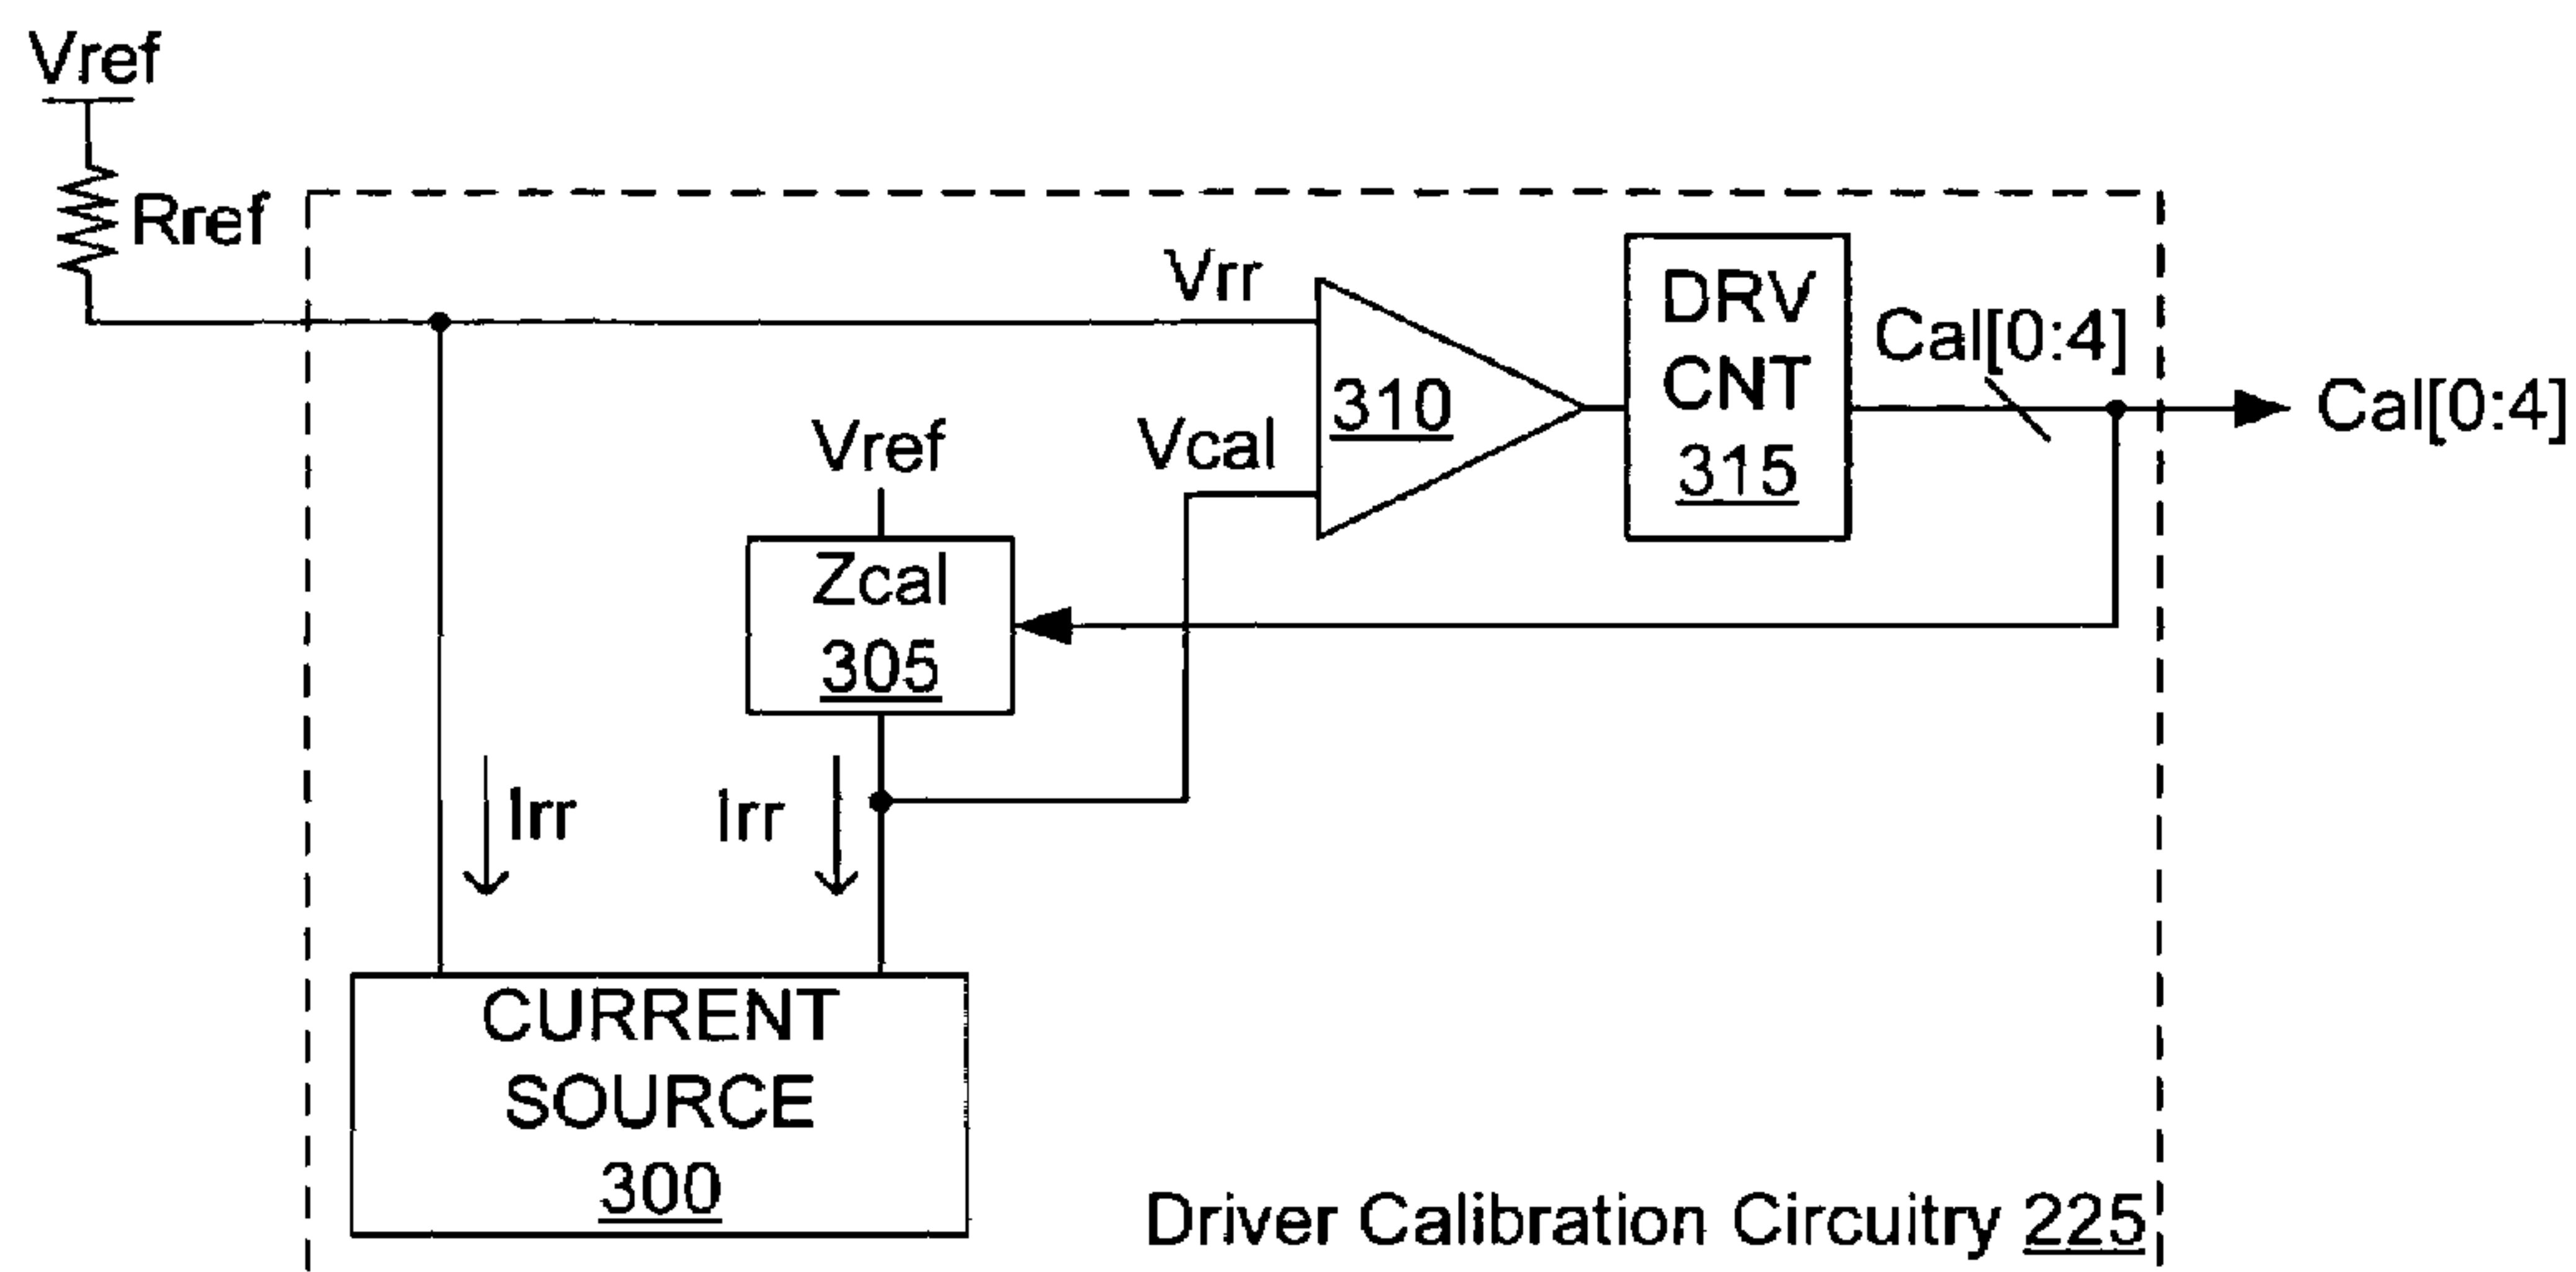 Vref
Rref
Vrr
DRV
CNT
315
Cal[0:4]
Cal[0:4]
310
Vref
Vcal
Zcal
305
Irr
Irr
CURRENT
SOURCE
300
Driver Calibration Circuitry 225